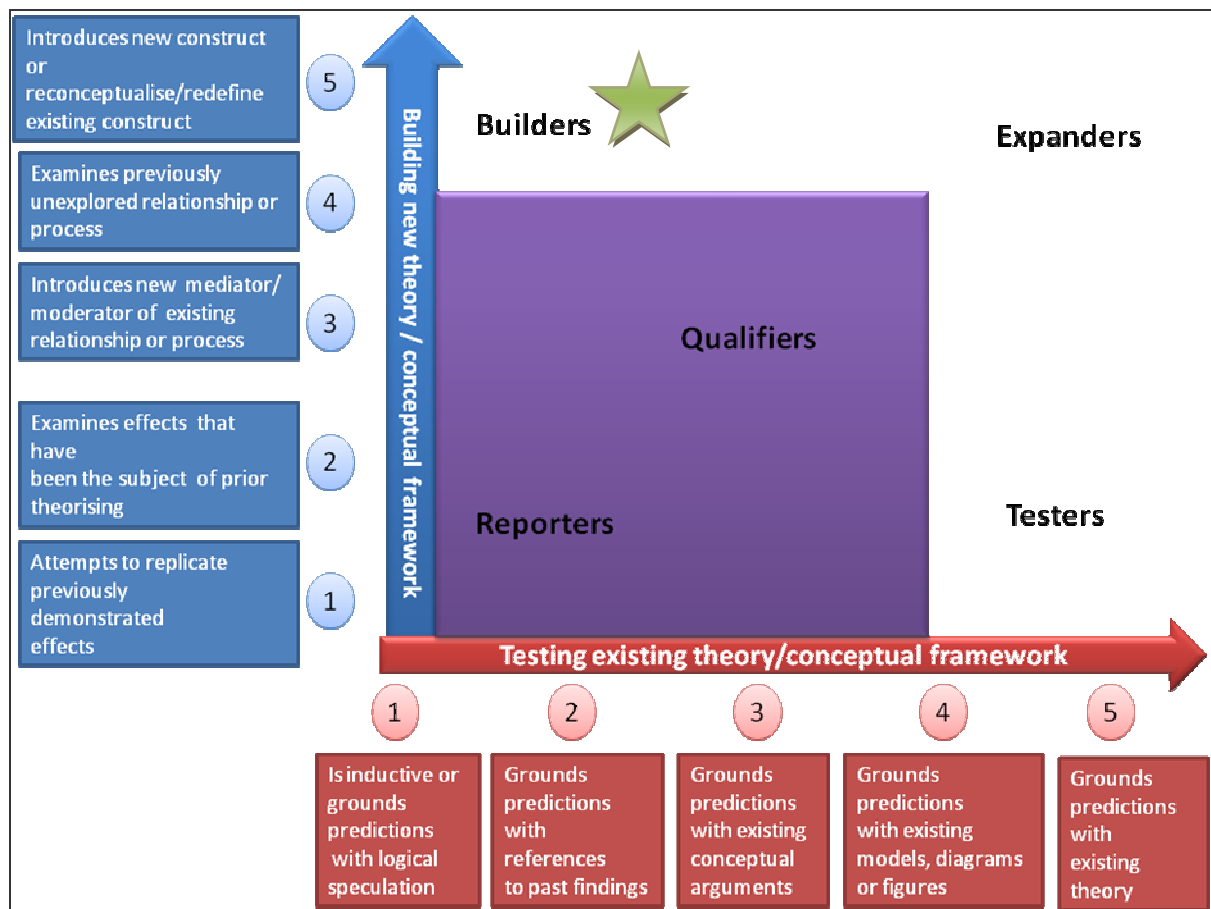 Introduces new construct
or
reconceptualise/redefine
existing construct
5
Builders
Expanders
Examines previously
unexplored relationship or
process
4
Introduces new mediator/
moderator of existing
relationship or process
3
Qualifiers
Examines effects that
have
been the subject of prior
theorising
2
Reporters
Testers
Attempts to replicate
previously
demonstrated
effects
1
Building new theory / conceptual framework
Testing existing theory/conceptual framework
1
2
3
4
5
Is inductive or
grounds
predictions
with logical
speculation
Grounds
predictions
with
references
to past findings
Grounds
predictions
with existing
conceptual
arguments
Grounds
predictions
with existing
models, diagrams
or figures
Grounds
predictions
with
existing
theory